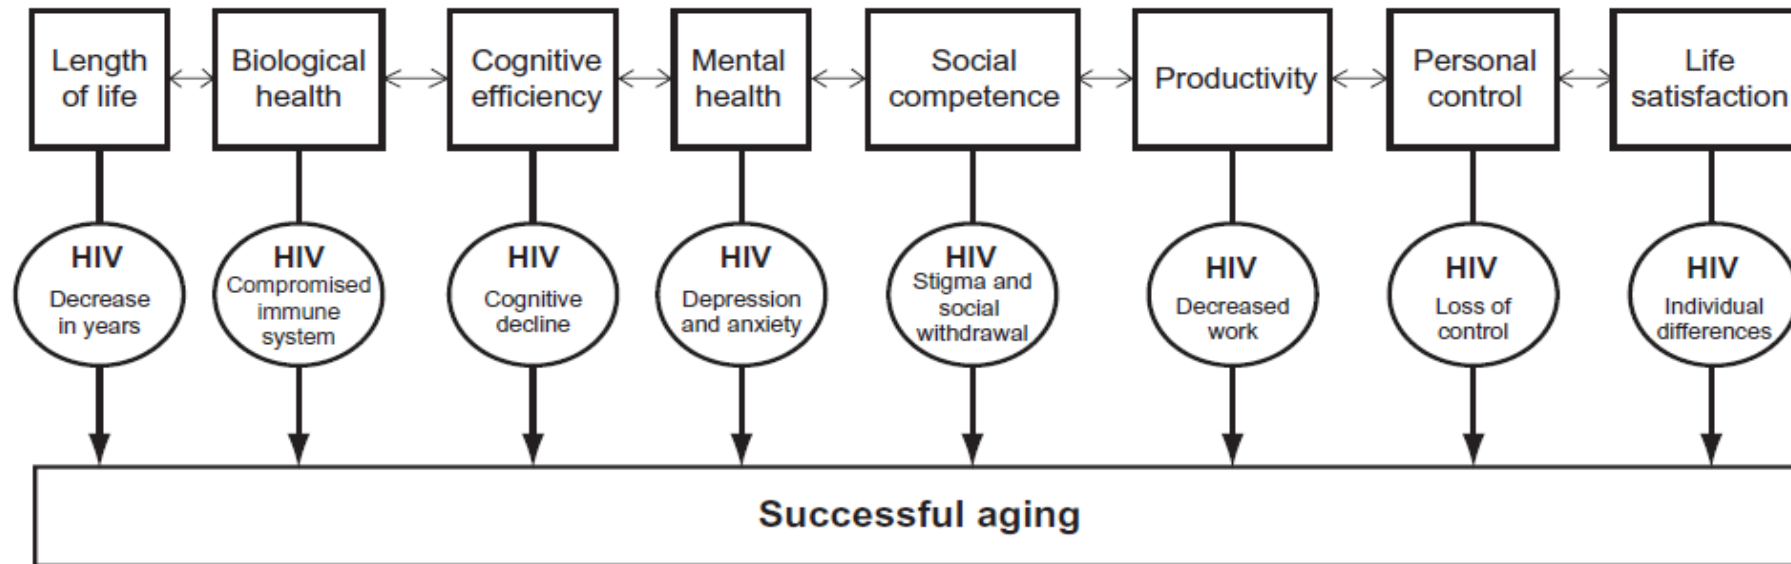 Length
of life
Biological
health
Cognitive
efficiency
Mental
health
Social
competence
Productivity
Personal
control
Life
satisfaction
HIV
Decrease
in years
HIV
Compromised
immune
system
HIV
Cognitive
decline
HIV
Depression
and anxiety
HIV
Stigma and
social
withdrawal
HIV
Decreased
work
HIV
Loss of
control
HIV
Individual
differences
Successful aging